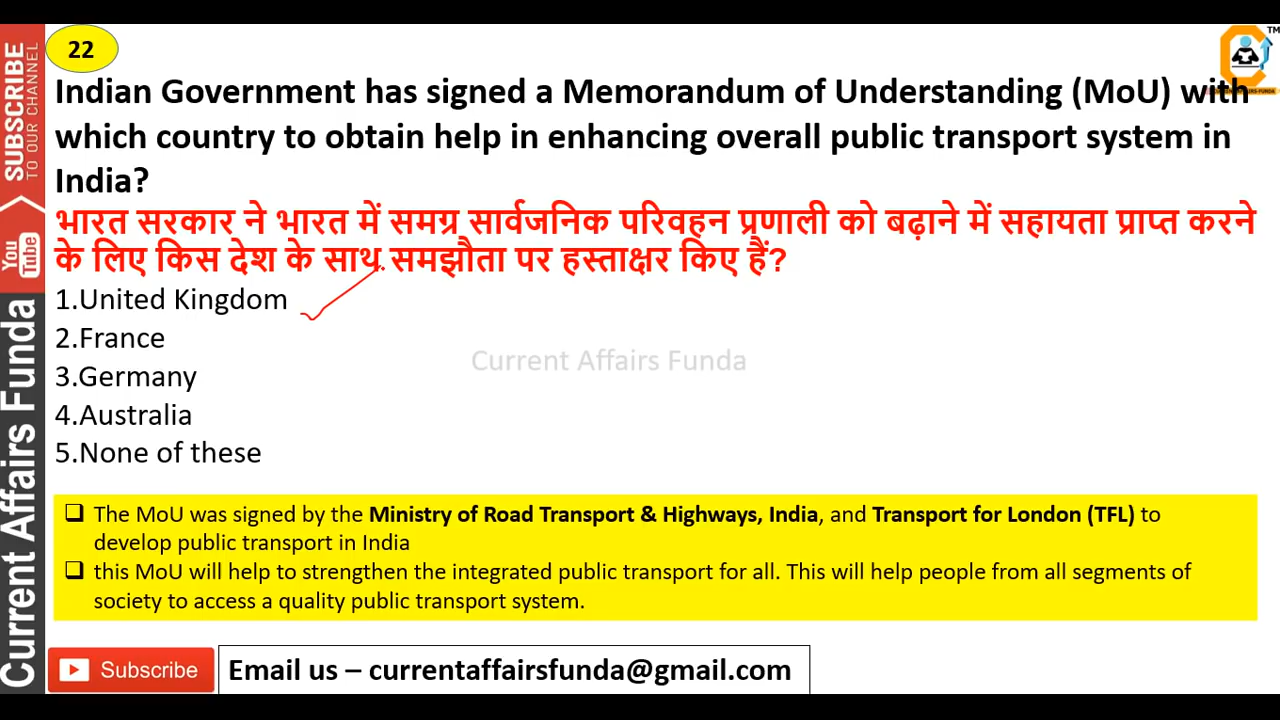 22
TM
Indian Government has signed a Memorandum of Understanding (MoU) with
which country to obtain help in enhancing overall public transport system in
India?
भारत सरकार ने भारत में समग्र सार्वजनिक परिवहन प्रणाली को बढ़ाने में सहायता प्राप्त करने
के लिए किस देश के साथ समझौता पर हस्ताक्षर किए हैं?
1.United Kingdom
2.France
3.Germany
4.Australia
5.None of these
Current Affairs Funda
❑ The MoU was signed by the Ministry of Road Transport & Highways, India, and Transport for London (TFL) to
develop public transport in India
❑ this MoU will help to strengthen the integrated public transport for all. This will help people from all segments of
society to access a quality public transport system.
Subscribe
Email us – currentaffairsfunda@gmail.com
SUBSCRIBE
TO OUR CHANNEL
You
Tube
Current Affairs Funda